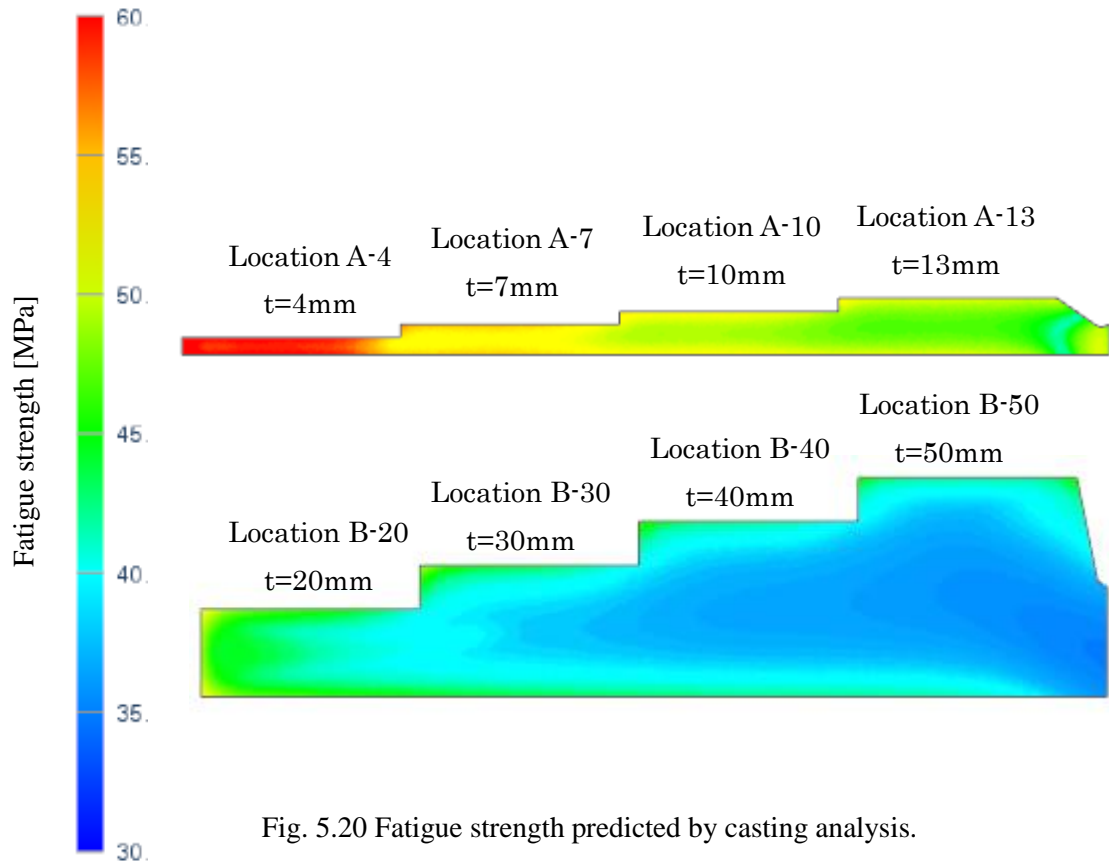 60.
55.
50.
45.
40.
35.
30.
Fatigue strength [MPa]
Location A-4
t=4mm
Location A-7
t=7mm
Location A-10
t=10mm
Location A-13
t=13mm
Location B-20
t=20mm
Location B-30
t=30mm
Location B-40
t=40mm
Location B-50
t=50mm
Fig. 5.20 Fatigue strength predicted by casting analysis.